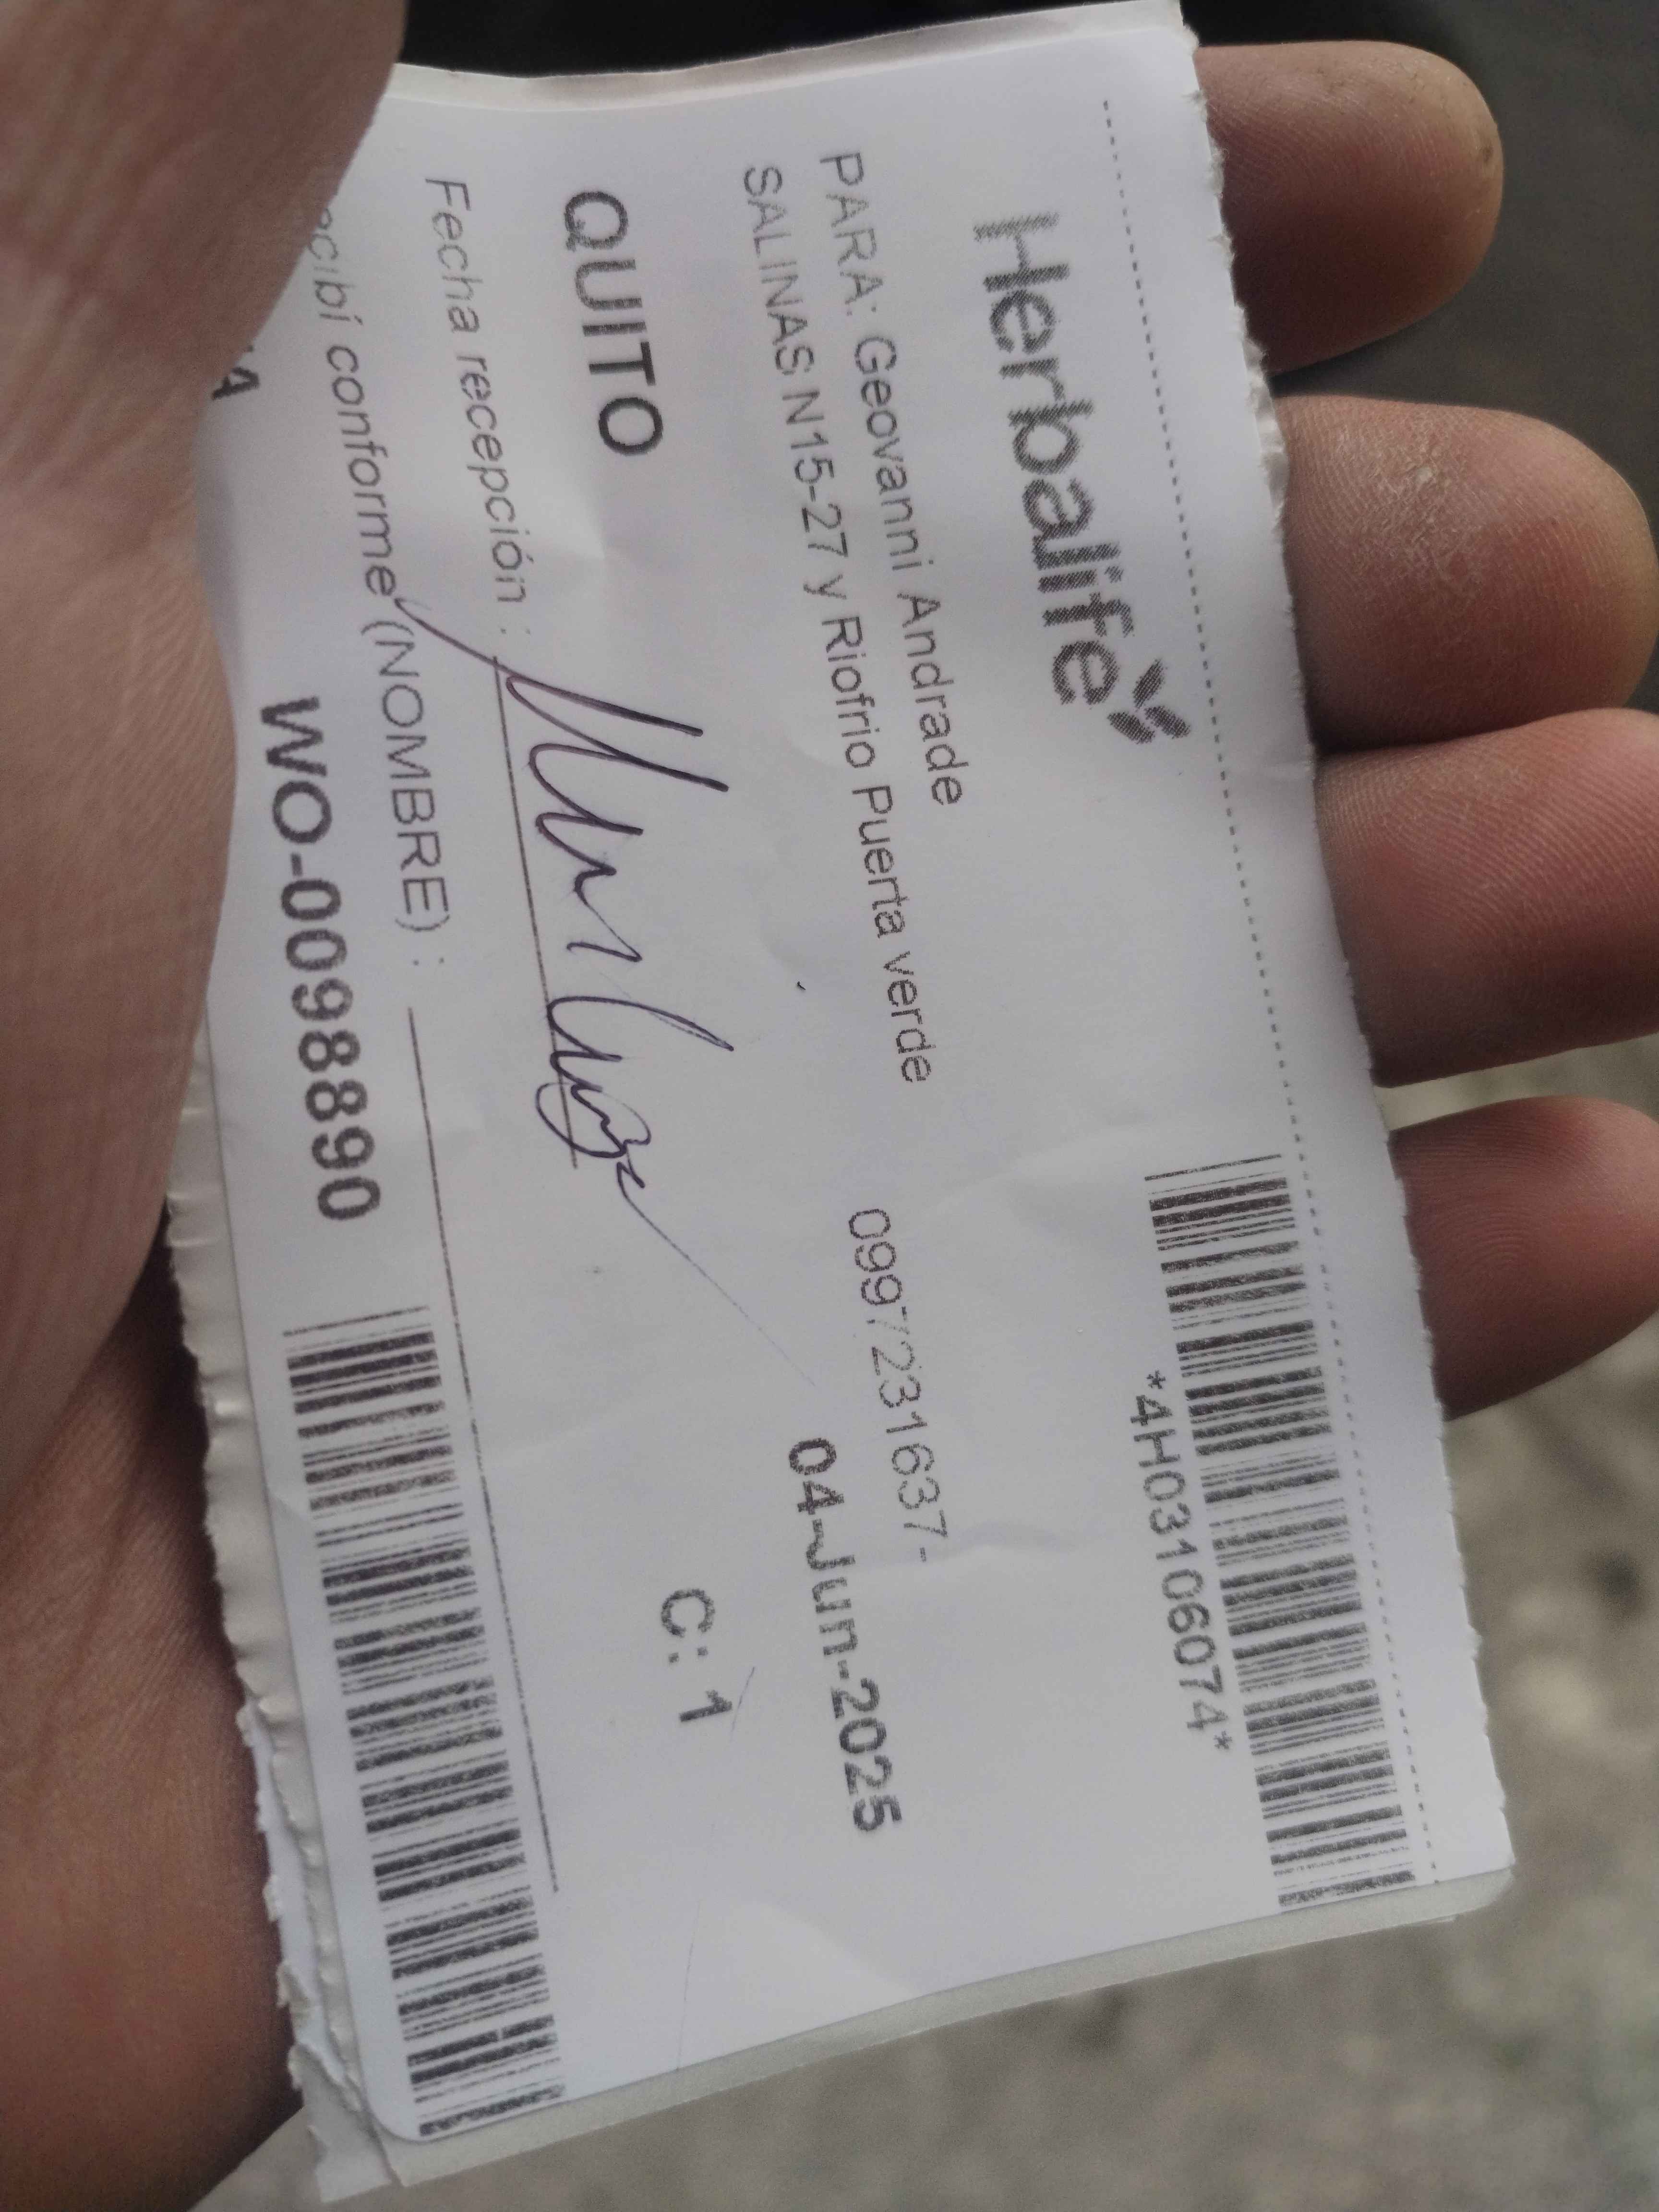 *4H03106074*
Herbalife
PARA: Geovanni Andrade
SALINAS N15-27 y Riofrio Puerta verde
0997231637-
04-Jun-2025
QUITO
C: 1
Fecha recepción :
conforme (NOMBRE) :
WO-0098890